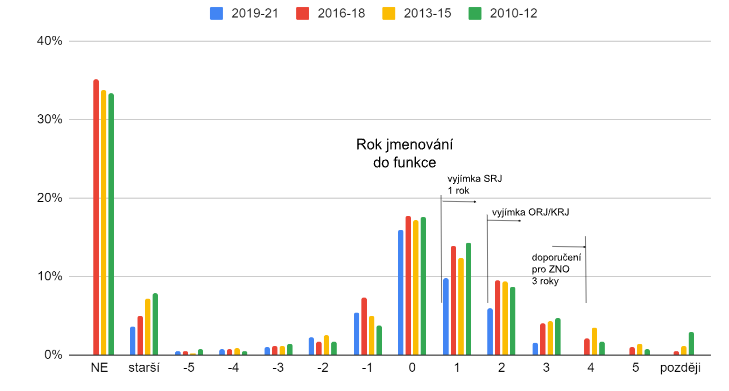 2019-21 2016-18 2013-15 2010-12
40%
30%
20%
10%
0%
Rok jmenování
do funkce
vyjímka SRJ
1 rok
vyjímka ORJ/KRJ
doporučení
pro ZNO
3 roky
NE starší -5 -4 -3 -2 -1 0 1 2 3 4 5 později